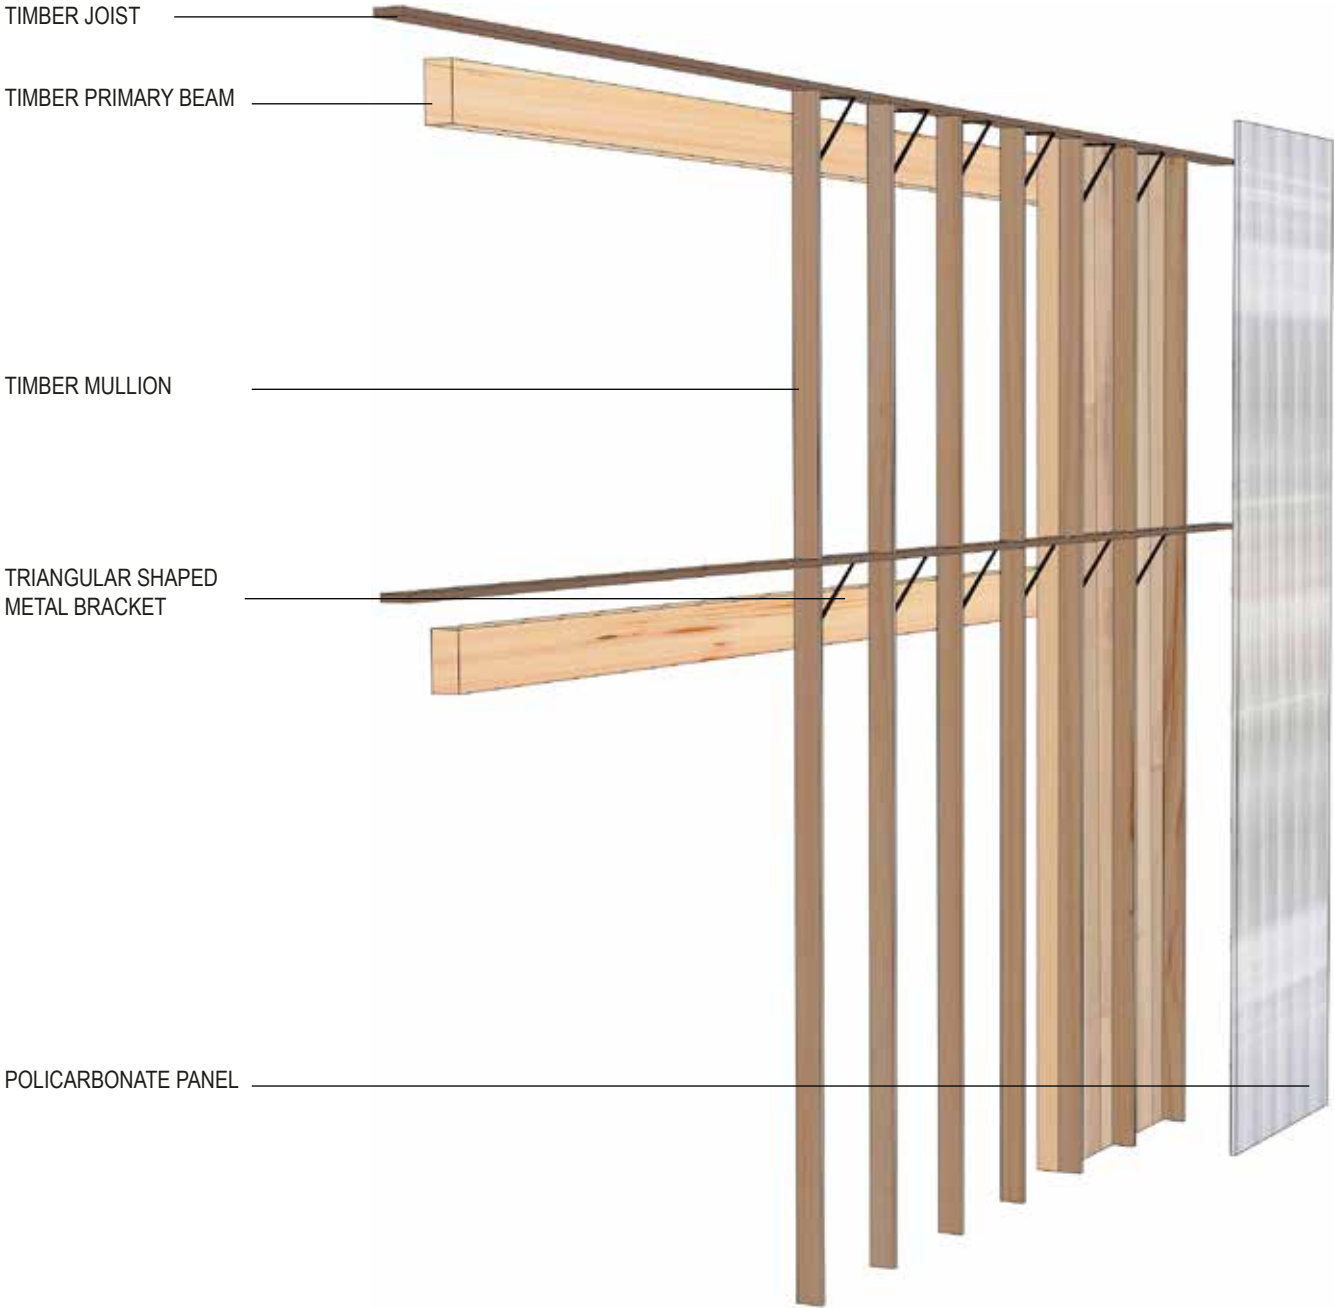 TIMBER JOIST
TIMBER PRIMARY BEAM
TIMBER MULLION
TRIANGULAR SHAPED
METAL BRACKET
POLICARBONATE PANEL